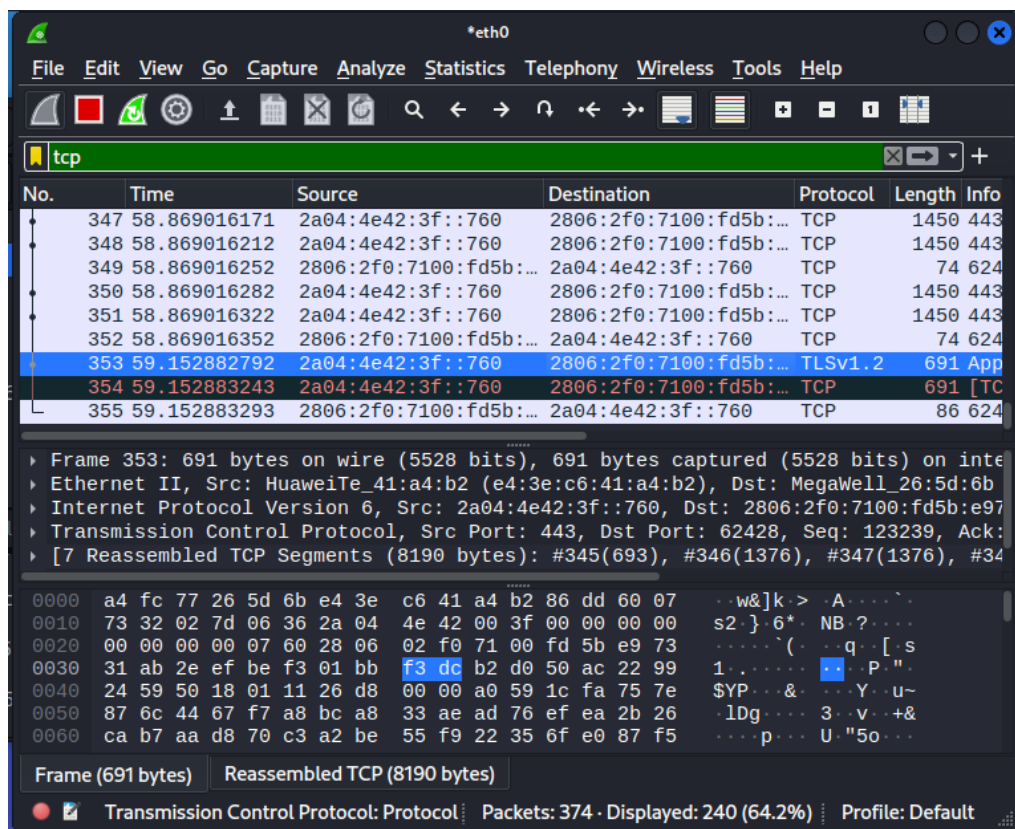 *eth0
File Edit View Go Capture Analyze Statistics Telephony Wireless Tools Help
tcp
No. Time Source Destination Protocol Length Info
347 58.869016171 2a04:4e42:3f::760 2806:2f0:7100:fd5b:… TCP 1450 443
348 58.869016212 2a04:4e42:3f::760 2806:2f0:7100:fd5b:… TCP 1450 443
349 58.869016252 2806:2f0:7100:fd5b:… 2a04:4e42:3f::760 TCP 74 624
350 58.869016282 2a04:4e42:3f::760 2806:2f0:7100:fd5b:… TCP 1450 443
351 58.869016322 2a04:4e42:3f::760 2806:2f0:7100:fd5b:… TCP 1450 443
352 58.869016352 2806:2f0:7100:fd5b:… 2a04:4e42:3f::760 TCP 74 624
353 59.152882792 2a04:4e42:3f::760 2806:2f0:7100:fd5b:… TLSv1.2 691 App
354 59.152883243 2a04:4e42:3f::760 2806:2f0:7100:fd5b:… TCP 691 [TC
355 59.152883293 2806:2f0:7100:fd5b:… 2a04:4e42:3f::760 TCP 86 624
Frame 353: 691 bytes on wire (5528 bits), 691 bytes captured (5528 bits) on inte
Ethernet II, Src: HuaweiTe_41:a4:b2 (e4:3e:c6:41:a4:b2), Dst: MegaWell_26:5d:6b
Internet Protocol Version 6, Src: 2a04:4e42:3f::760, Dst: 2806:2f0:7100:fd5b:e97
Transmission Control Protocol, Src Port: 443, Dst Port: 62428, Seq: 123239, Ack:
[7 Reassembled TCP Segments (8190 bytes): #345(693), #346(1376), #347(1376), #34
0000 a4 fc 77 26 5d 6b e4 3e c6 41 a4 b2 86 dd 60 07 ··w&]k·> ·A····`·
0010 73 32 02 7d 06 36 2a 04 4e 42 00 3f 00 00 00 00 s2·}·6*· NB·?····
0020 00 00 00 00 07 60 28 06 02 f0 71 00 fd 5b e9 73 ·····`(· ··q··[·s
0030 31 ab 2e ef be f3 01 bb f3 dc b2 d0 50 ac 22 99 1·.····· ····P·"·
0040 24 59 50 18 01 11 26 d8 00 00 a0 59 1c fa 75 7e $YP···&· ···Y··u~
0050 87 6c 44 67 f7 a8 bc a8 33 ae ad 76 ef ea 2b 26 ·lDg···· 3··v··+&
0060 ca b7 aa d8 70 c3 a2 be 55 f9 22 35 6f e0 87 f5 ····p··· U·"5o···
Frame (691 bytes) Reassembled TCP (8190 bytes)
Transmission Control Protocol: Protocol Packets: 374 · Displayed: 240 (64.2%) Profile: Default